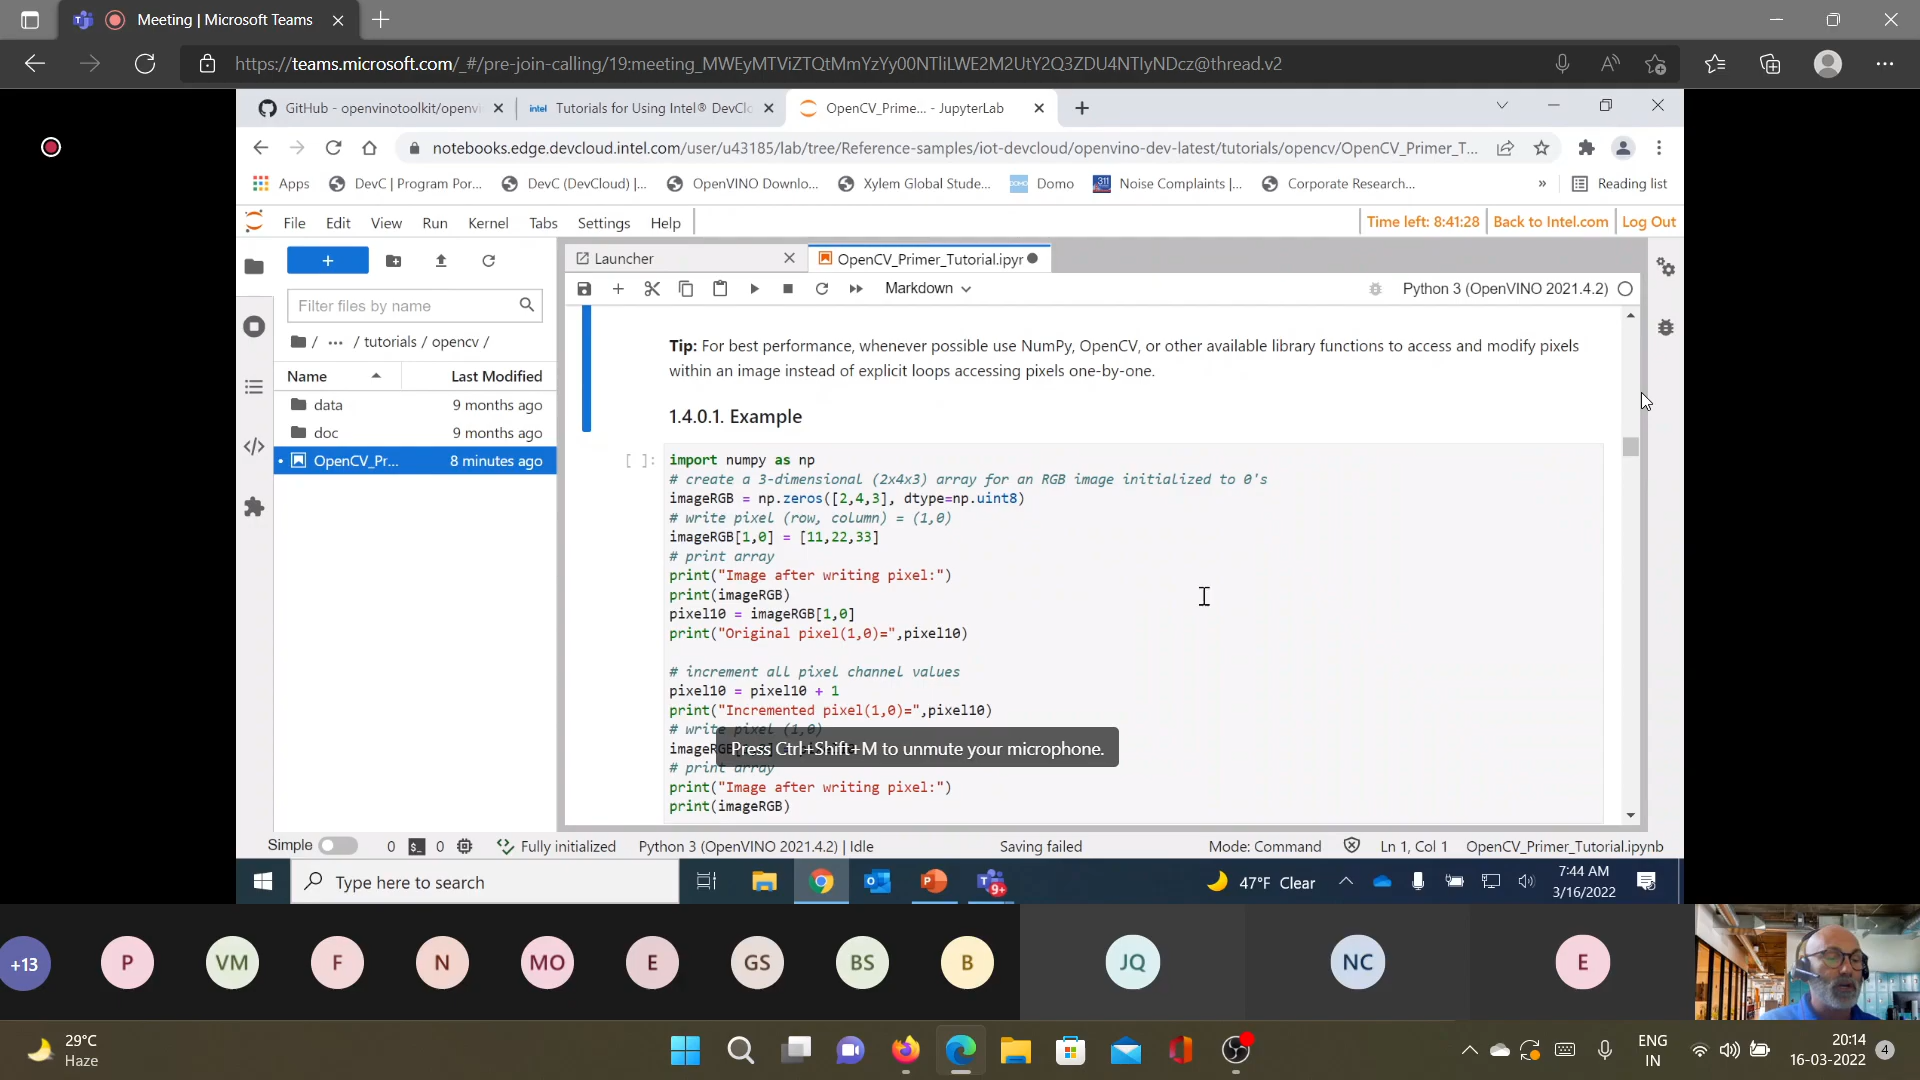 Meeting | Microsoft Teams
https://teams.microsoft.com/_#/pre-join-calling/19:meeting_MWEyMTViZTQtMmYzYy00NTliLWE2M2UtY2Q3ZDU4NTIyNDcz@thread.v2
GitHub - openvinotoolkit/openvi
intel Tutorials for Using Intel® DevClo
OpenCV_Prime... - JupyterLab
notebooks.edge.devcloud.intel.com/user/u43185/lab/tree/Reference-samples/iot-devcloud/openvino-dev-latest/tutorials/opencv/OpenCV_Primer_T...
Apps
DevC | Program Por...
DevC (DevCloud) |...
OpenVINO Downlo...
Xylem Global Stude...
Domo
311 Noise Complaints |...
Corporate Research...
»
Reading list
File Edit View Run Kernel Tabs Settings Help
Time left: 8:41:28 Back to Intel.com Log Out
Launcher
OpenCV_Primer_Tutorial.ipyr
Markdown
Python 3 (OpenVINO 2021.4.2)
Filter files by name
/ ... / tutorials / opencv /
Name Last Modified
data 9 months ago
doc 9 months ago
OpenCV_Pr... 8 minutes ago
Tip: For best performance, whenever possible use NumPy, OpenCV, or other available library functions to access and modify pixels
within an image instead of explicit loops accessing pixels one-by-one.
1.4.0.1. Example
[ ]:
import numpy as np
# create a 3-dimensional (2x4x3) array for an RGB image initialized to 0's
imageRGB = np.zeros([2,4,3], dtype=np.uint8)
# write pixel (row, column) = (1,0)
imageRGB[1,0] = [11,22,33]
# print array
print("Image after writing pixel:")
print(imageRGB)
pixel10 = imageRGB[1,0]
print("Original pixel(1,0)=",pixel10)
# increment all pixel channel values
pixel10 = pixel10 + 1
print("Incremented pixel(1,0)=",pixel10)
# write pixel (1,0)
imageRG
Press Ctrl+Shift+M to unmute your microphone.
# print array
print("Image after writing pixel:")
print(imageRGB)
Simple
0
0
Fully initialized
Python 3 (OpenVINO 2021.4.2) | Idle
Saving failed
Mode: Command
Ln 1, Col 1
OpenCV_Primer_Tutorial.ipynb
Type here to search
9+
47°F Clear
7:44 AM
3/16/2022
+13
P
VM
F
N
MO
E
GS
BS
B
JQ
NC
E
29°C
Haze
ENG
IN
20:14
16-03-2022
4